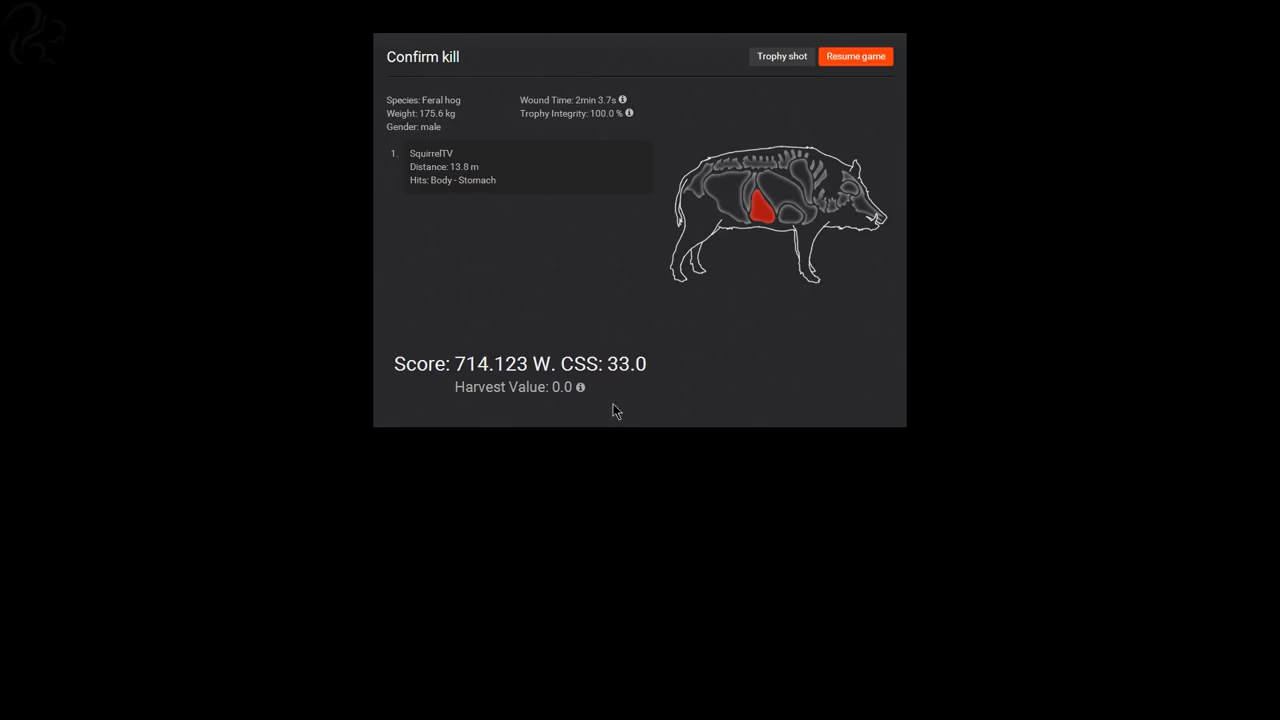 Confirm kill
Trophy shot
Resume game
Species: Feral hog
Weight: 175.6 kg
Gender: male
Wound Time: 2min 3.7s
Trophy Integrity: 100.0 %
1. SquirrelTV
Distance: 13.8 m
Hits: Body - Stomach
Score: 714.123 W. CSS: 33.0
Harvest Value: 0.0